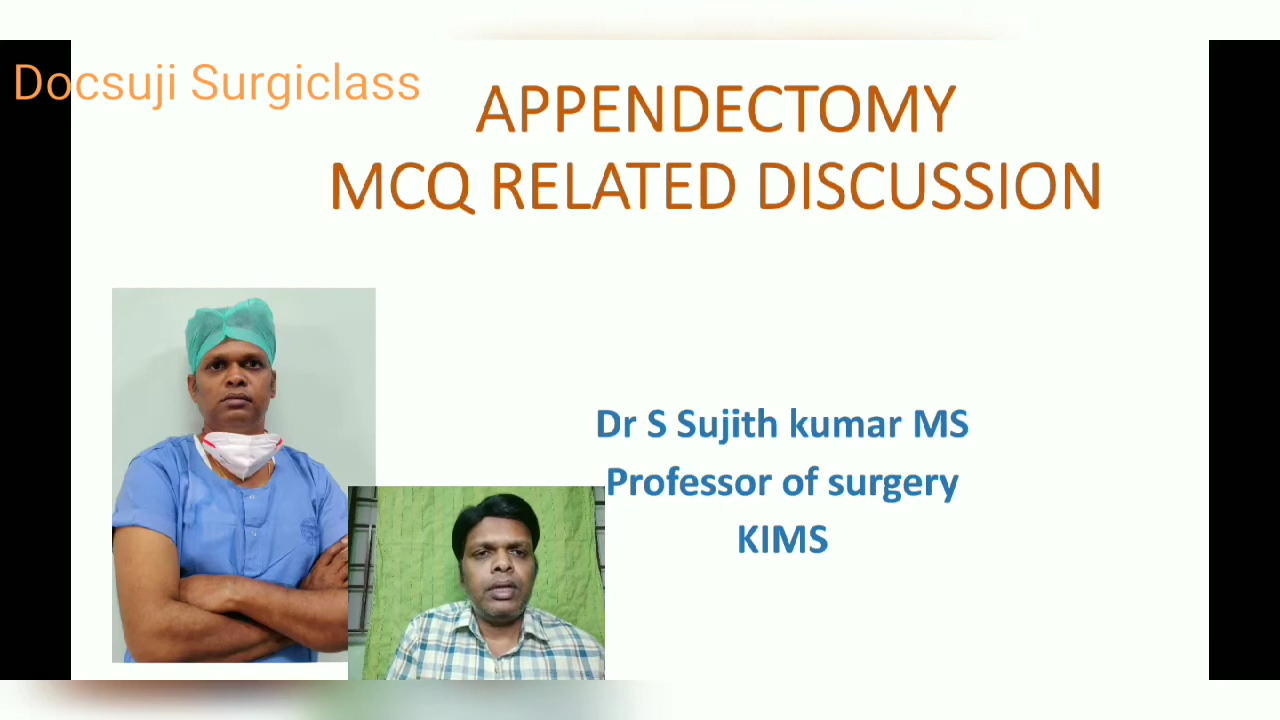 Docsuji Surgiclass
APPENDECTOMY
MCQ RELATED DISCUSSION
Dr S Sujith kumar MS
Professor of surgery
KIMS